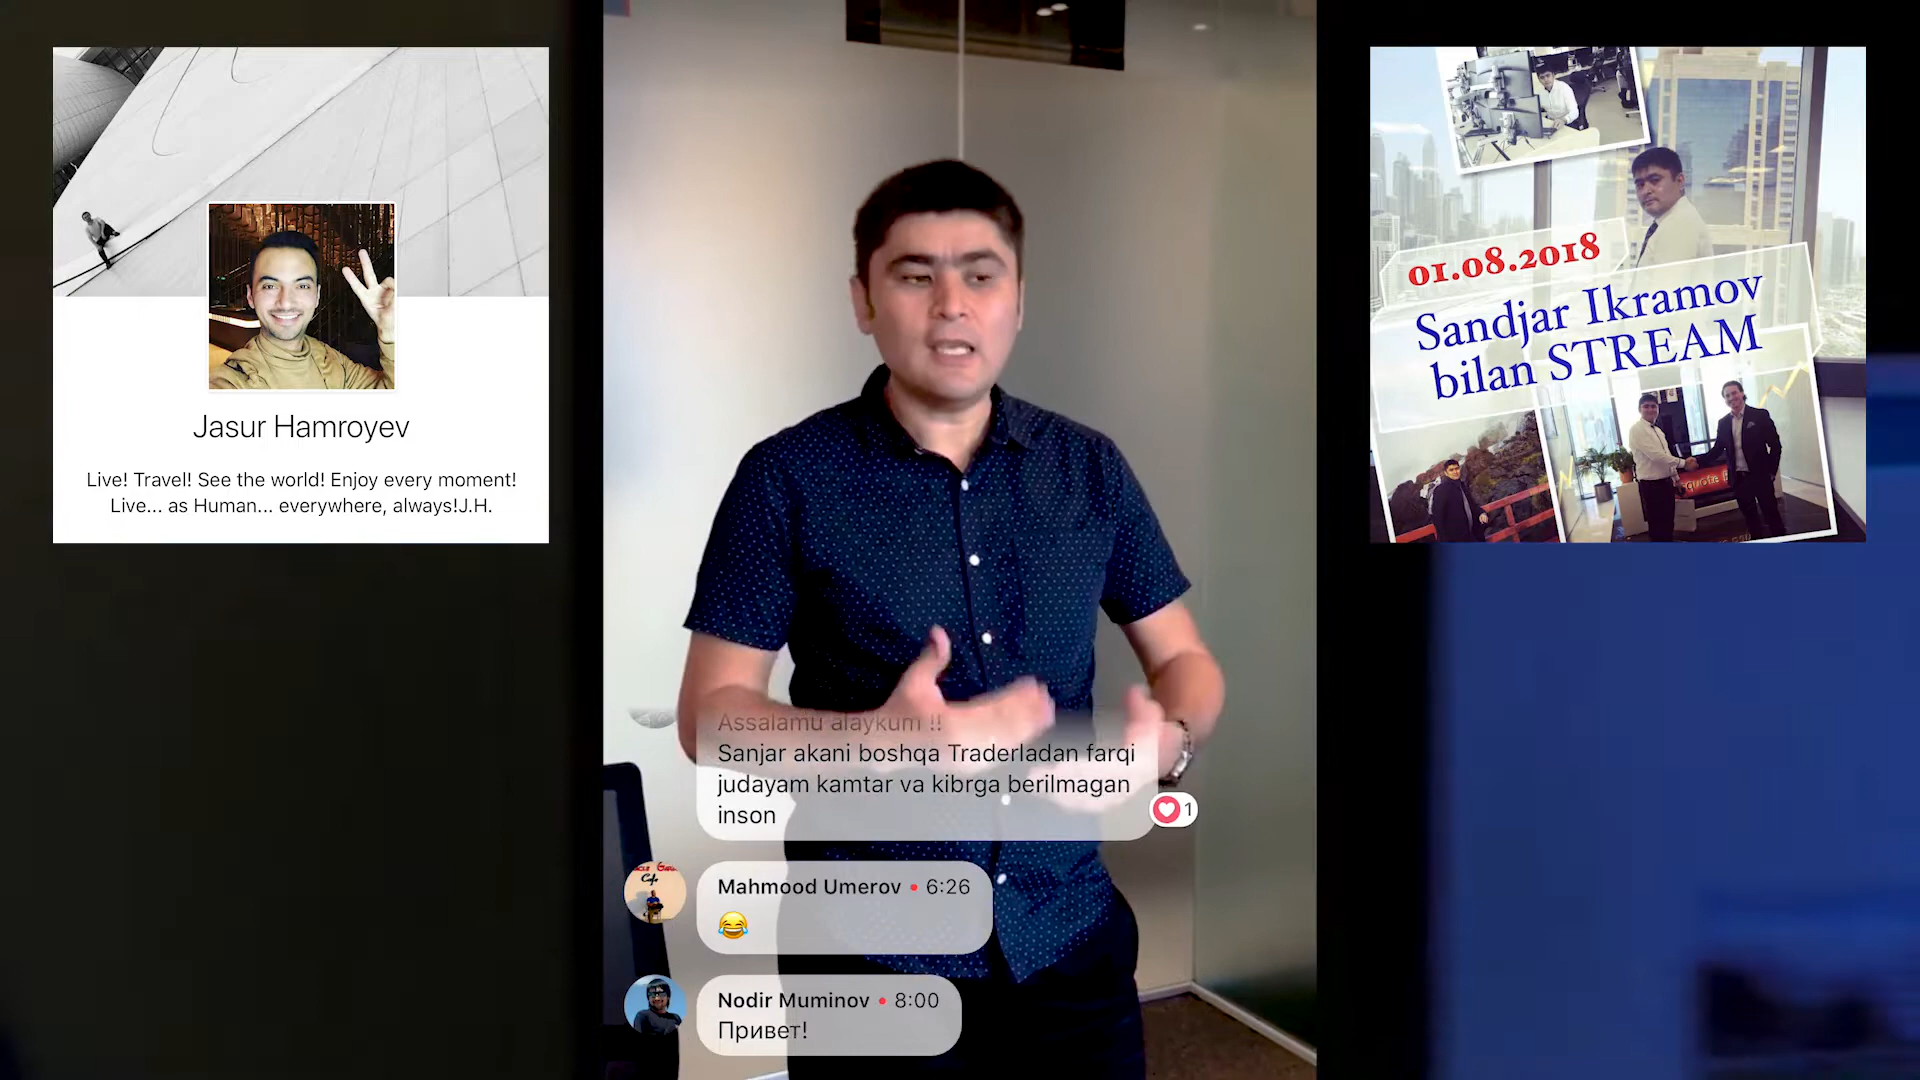 Jasur Hamroyev
Live! Travel! See the world! Enjoy every moment!
Live... as Human... everywhere, always!J.H.
Assalamu alaykum !!
Sanjar akani boshqa Traderladan farqi
judayam kamtar va kibrga berilmagan
inson
1
Mahmood Umerov • 6:26
😂
Nodir Muminov • 8:00
Привет!
01.08.2018
Sandjar Ikramov
bilan STREAM